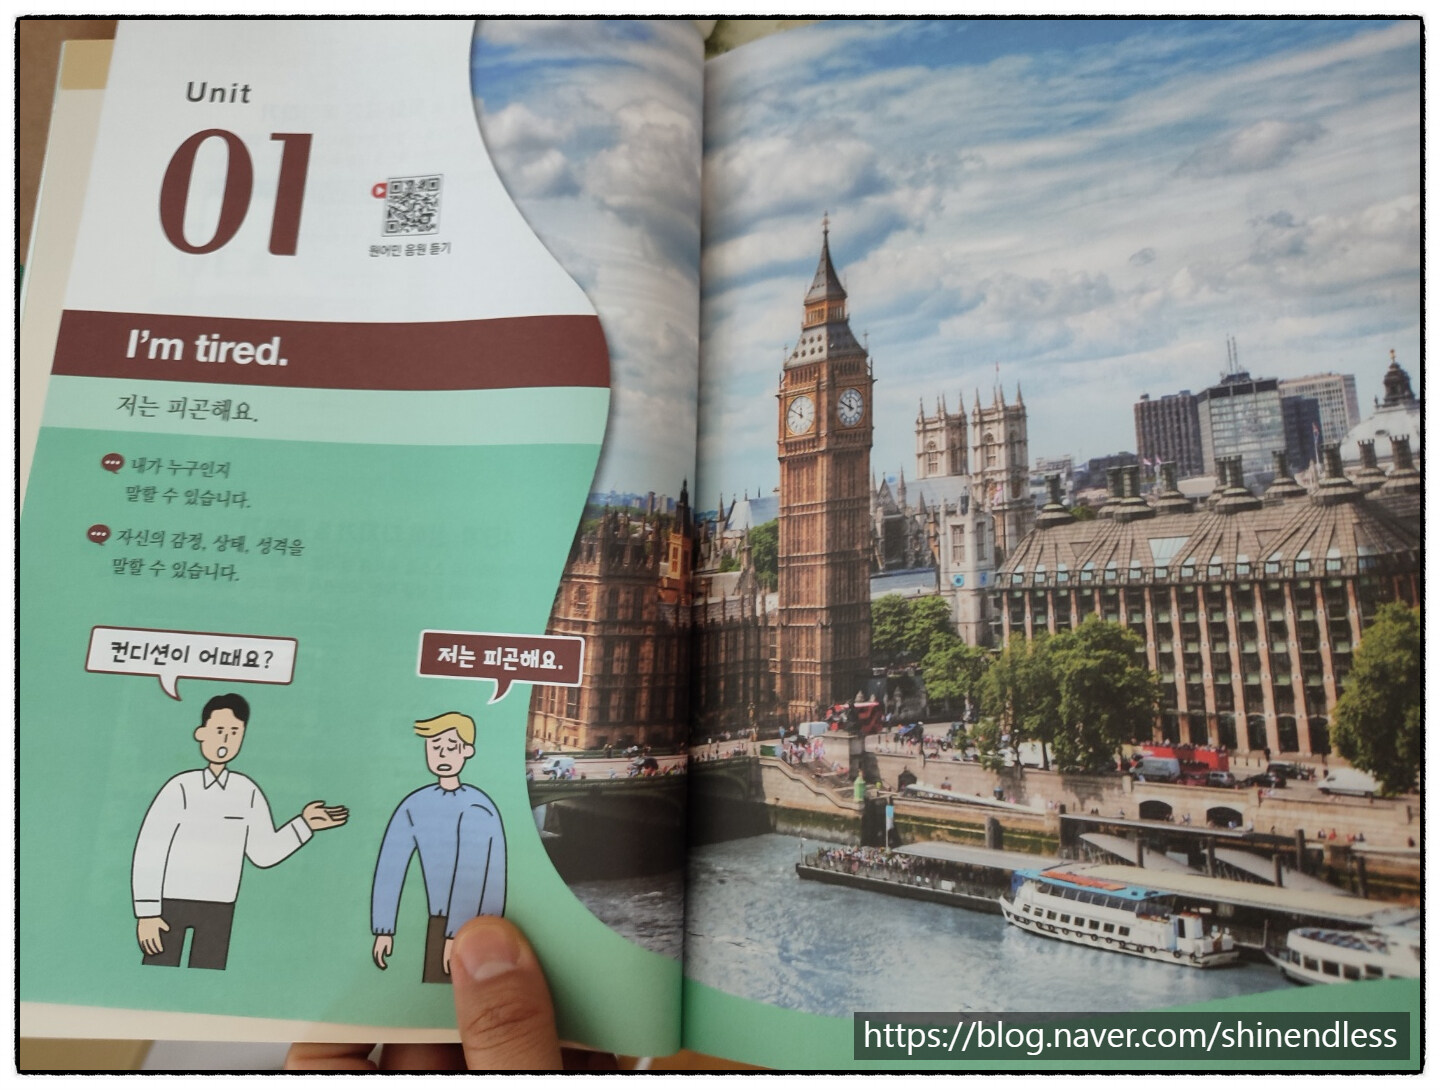 Unit
01
원어민 음원 듣기
I'm tired.
저는 피곤해요.
내가 누구인지
말할 수 있습니다.
자신의 감정, 상태, 성격을
말할 수 있습니다.
컨디션이 어때요?
저는 피곤해요.
https://blog.naver.com/shinendless